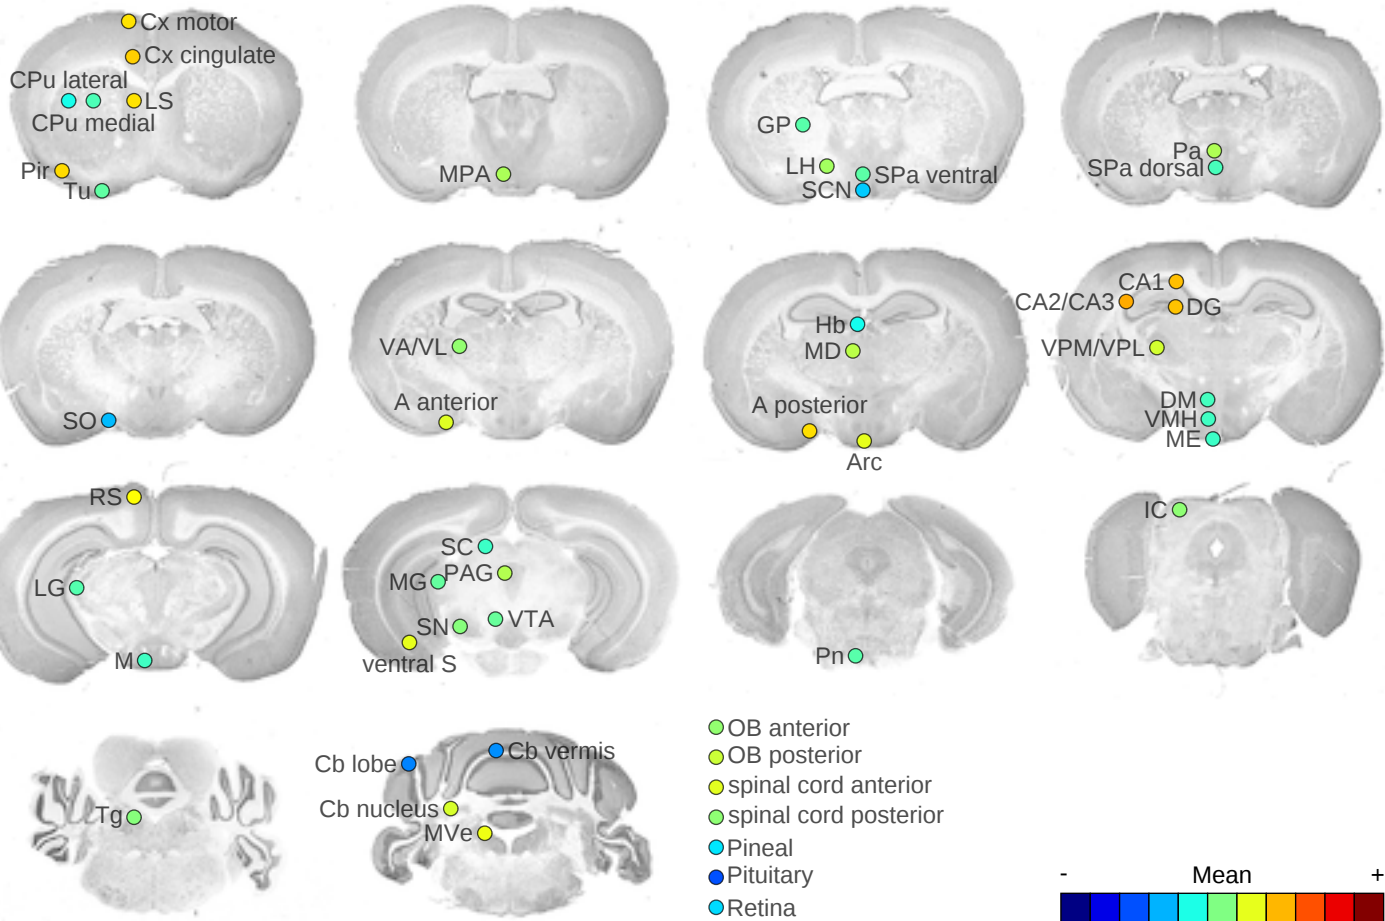 Cx motor
Cx cingulate
CPu lateral
LS
CPu medial
Pir
Tu
MPA
GP
LH
SPa ventral
SCN
Pa
SPa dorsal
SO
VA/VL
A anterior
Hb
MD
A posterior
Arc
CA1
CA2/CA3
DG
VPM/VPL
DM
VMH
ME
RS
LG
M
SC
MG
PAG
SN
VTA
ventral S
Pn
IC
Tg
Cb lobe
Cb vermis
Cb nucleus
MVe
OB anterior
OB posterior
spinal cord anterior
spinal cord posterior
Pineal
Pituitary
Retina
- Mean +